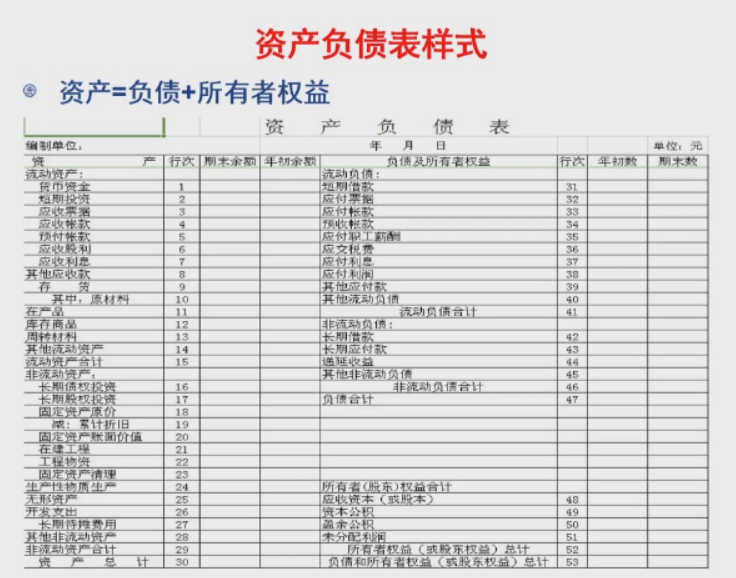 资产负债表样式
资产=负债+所有者权益
资 产 负 债 表
编制单位： 年 月 日 单位：元
资 产 行次 期末余额 年初余额 负债及所有者权益 行次 年初数 期末数
流动资产： 流动负债：
货币资金 1 短期借款 31
短期投资 2 应付票据 32
应收票据 3 应付帐款 33
应收帐款 4 预收帐款 34
预付帐款 5 应付职工薪酬 35
应收股利 6 应交税费 36
应收利息 7 应付利息 37
其他应收款 8 应付利润 38
存 货 9 其他应付款 39
其中：原材料 10 其他流动负债 40
在产品 11 流动负债合计 41
库存商品 12 非流动负债：
周转材料 13 长期借款 42
其他流动资产 14 长期应付款 43
流动资产合计 15 递延收益 44
非流动资产： 其他非流动负债 45
长期债权投资 16 非流动负债合计 46
长期股权投资 17 负债合计 47
固定资产原价 18
减：累计折旧 19
固定资产账面价值 20
在建工程 21
工程物资 22
固定资产清理 23
生产性物质生产 24 所有者(股东)权益合计
无形资产 25 应收资本（或股本） 48
开发支出 26 资本公积 49
长期待摊费用 27 盈余公积 50
其他非流动资产 28 未分配利润 51
非流动资产合计 29 所有者权益（或股东权益）总计 52
资 产 总 计 30 负债和所有者权益（或股东权益）总计 53